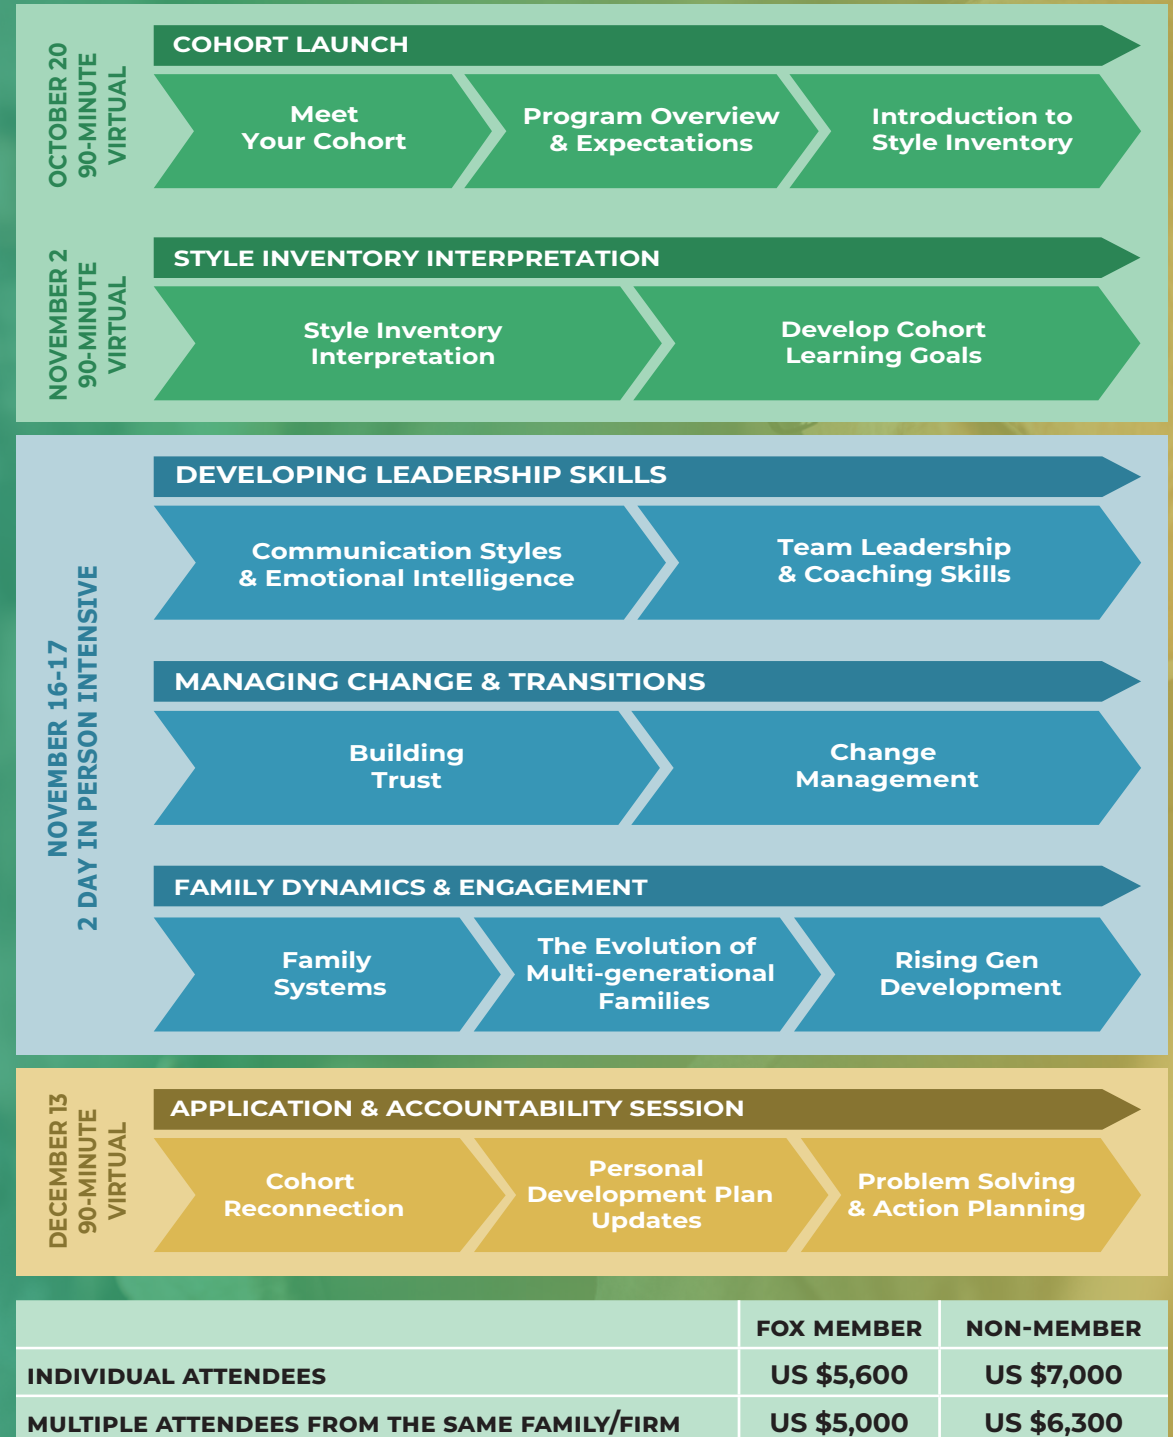 OCTOBER 20
90-MINUTE
VIRTUAL
COHORT LAUNCH
Meet
Your Cohort
Program Overview
& Expectations
Introduction to
Style Inventory
NOVEMBER 2
90-MINUTE
VIRTUAL
STYLE INVENTORY INTERPRETATION
Style Inventory
Interpretation
Develop Cohort
Learning Goals
NOVEMBER 16-17
2 DAY IN PERSON INTENSIVE
DEVELOPING LEADERSHIP SKILLS
Communication Styles
& Emotional Intelligence
Team Leadership
& Coaching Skills
MANAGING CHANGE & TRANSITIONS
Building
Trust
Change
Management
FAMILY DYNAMICS & ENGAGEMENT
Family
Systems
The Evolution of
Multi-generational
Families
Rising Gen
Development
DECEMBER 13
90-MINUTE
VIRTUAL
APPLICATION & ACCOUNTABILITY SESSION
Cohort
Reconnection
Personal
Development Plan
Updates
Problem Solving
& Action Planning
FOX MEMBER NON-MEMBER
INDIVIDUAL ATTENDEES US $5,600 US $7,000
MULTIPLE ATTENDEES FROM THE SAME FAMILY/FIRM US $5,000 US $6,300